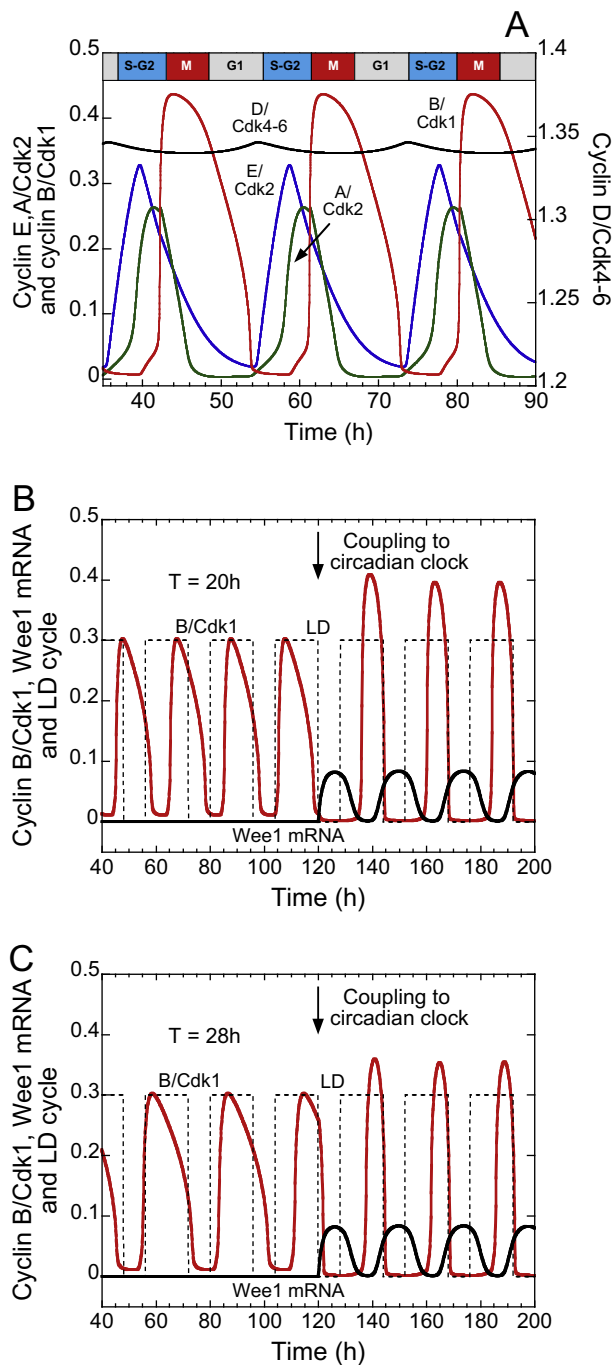 A
S-G2 M G1 S-G2 M G1 S-G2 M
0.5
0.4
0.3
0.2
0.1
0
1.4
1.35
1.3
1.25
1.2
D/
Cdk4-6
B/
Cdk1
E/
Cdk2
A/
Cdk2
Cyclin E,A/Cdk2
and cyclin B/Cdk1
Cyclin D/Cdk4-6
40 50 60 70 80 90
Time (h)
B
0.5
0.4
0.3
0.2
0.1
0
Coupling to
circadian clock
T = 20h
B/Cdk1
LD
Wee1 mRNA
Cyclin B/Cdk1, Wee1 mRNA
and LD cycle
40 60 80 100 120 140 160 180 200
Time (h)
C
0.5
0.4
0.3
0.2
0.1
0
Coupling to
circadian clock
T = 28h
B/Cdk1
LD
Wee1 mRNA
Cyclin B/Cdk1, Wee1 mRNA
and LD cycle
40 60 80 100 120 140 160 180 200
Time (h)